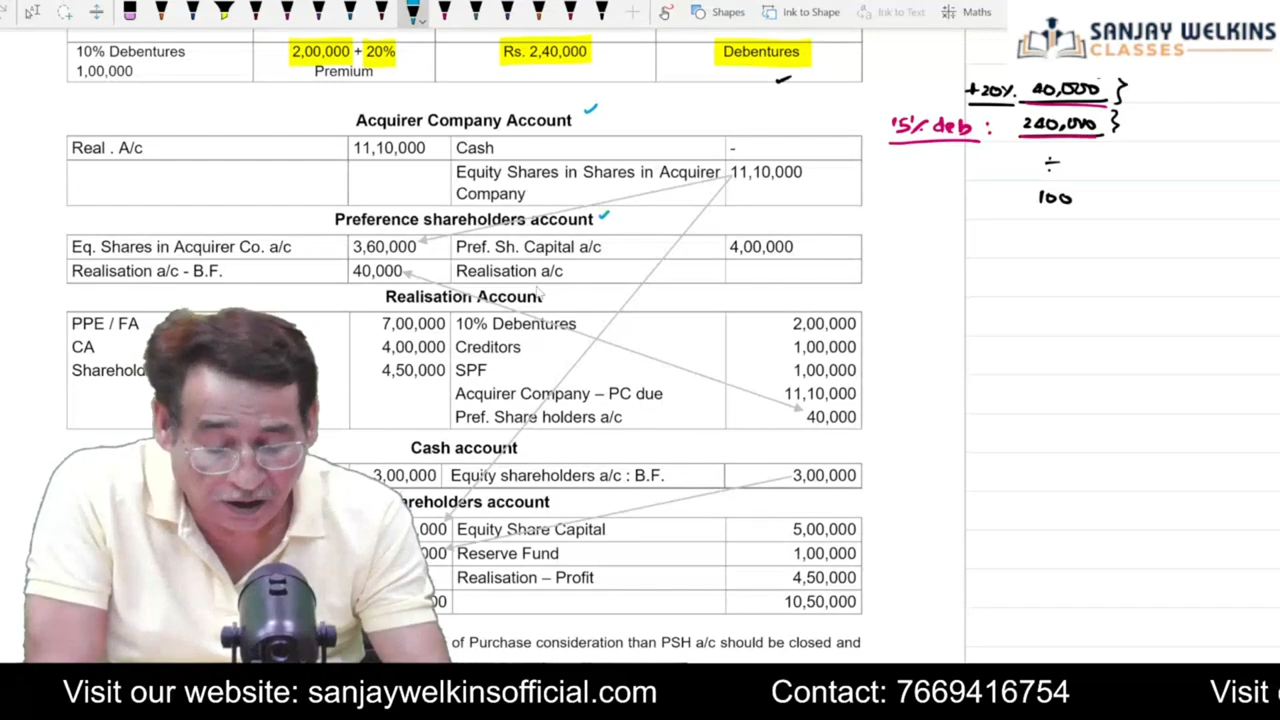 Shapes Ink to Shape Ink to Text Maths
SANJAY WELKINS
CLASSES
10% Debentures 2,00,000 + 20% Rs. 2,40,000 Debentures
1,00,000 Premium
+20%. 40,000
'5% deb : 240,000
÷
100
Acquirer Company Account
Real . A/c 11,10,000 Cash -
Equity Shares in Shares in Acquirer 11,10,000
Company
Preference shareholders account
Eq. Shares in Acquirer Co. a/c 3,60,000 Pref. Sh. Capital a/c 4,00,000
Realisation a/c - B.F. 40,000 Realisation a/c
Realisation Account
PPE / FA 7,00,000 10% Debentures 2,00,000
CA 4,00,000 Creditors 1,00,000
4,50,000 SPF 1,00,000
Acquirer Company – PC due 11,10,000
Pref. Share holders a/c 40,000
Cash account
3,00,000 Equity shareholders a/c : B.F. 3,00,000
account
Equity Share Capital 5,00,000
Reserve Fund 1,00,000
Realisation – Profit 4,50,000
10,50,000
of Purchase consideration than PSH a/c should be closed and
Visit our website: sanjaywelkinsofficial.com Contact: 7669416754 Visit